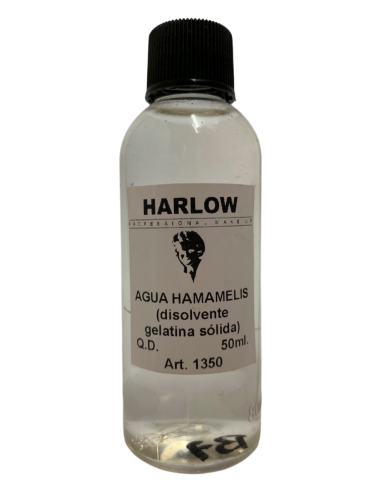 HARLOW
PROFESSIONAL MAKE UP
AGUA HAMAMELIS
(disolvente
gelatina sólida)
Q.D. 50ml.
Art. 1350